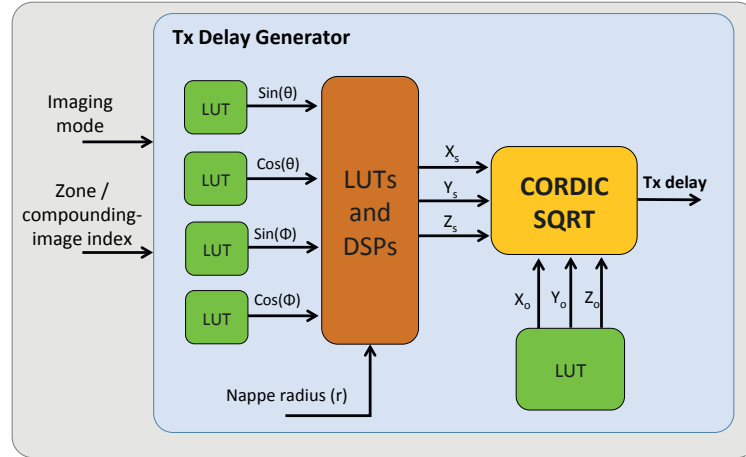 Tx Delay Generator
Imaging
mode
Zone /
compounding-
image index
LUT
Sin(θ)
LUT
Cos(θ)
LUT
Sin(Φ)
LUT
Cos(Φ)
LUTs
and
DSPs
Nappe radius (r)
Xs
Ys
Zs
CORDIC
SQRT
Tx delay
Xo
Yo
Zo
LUT